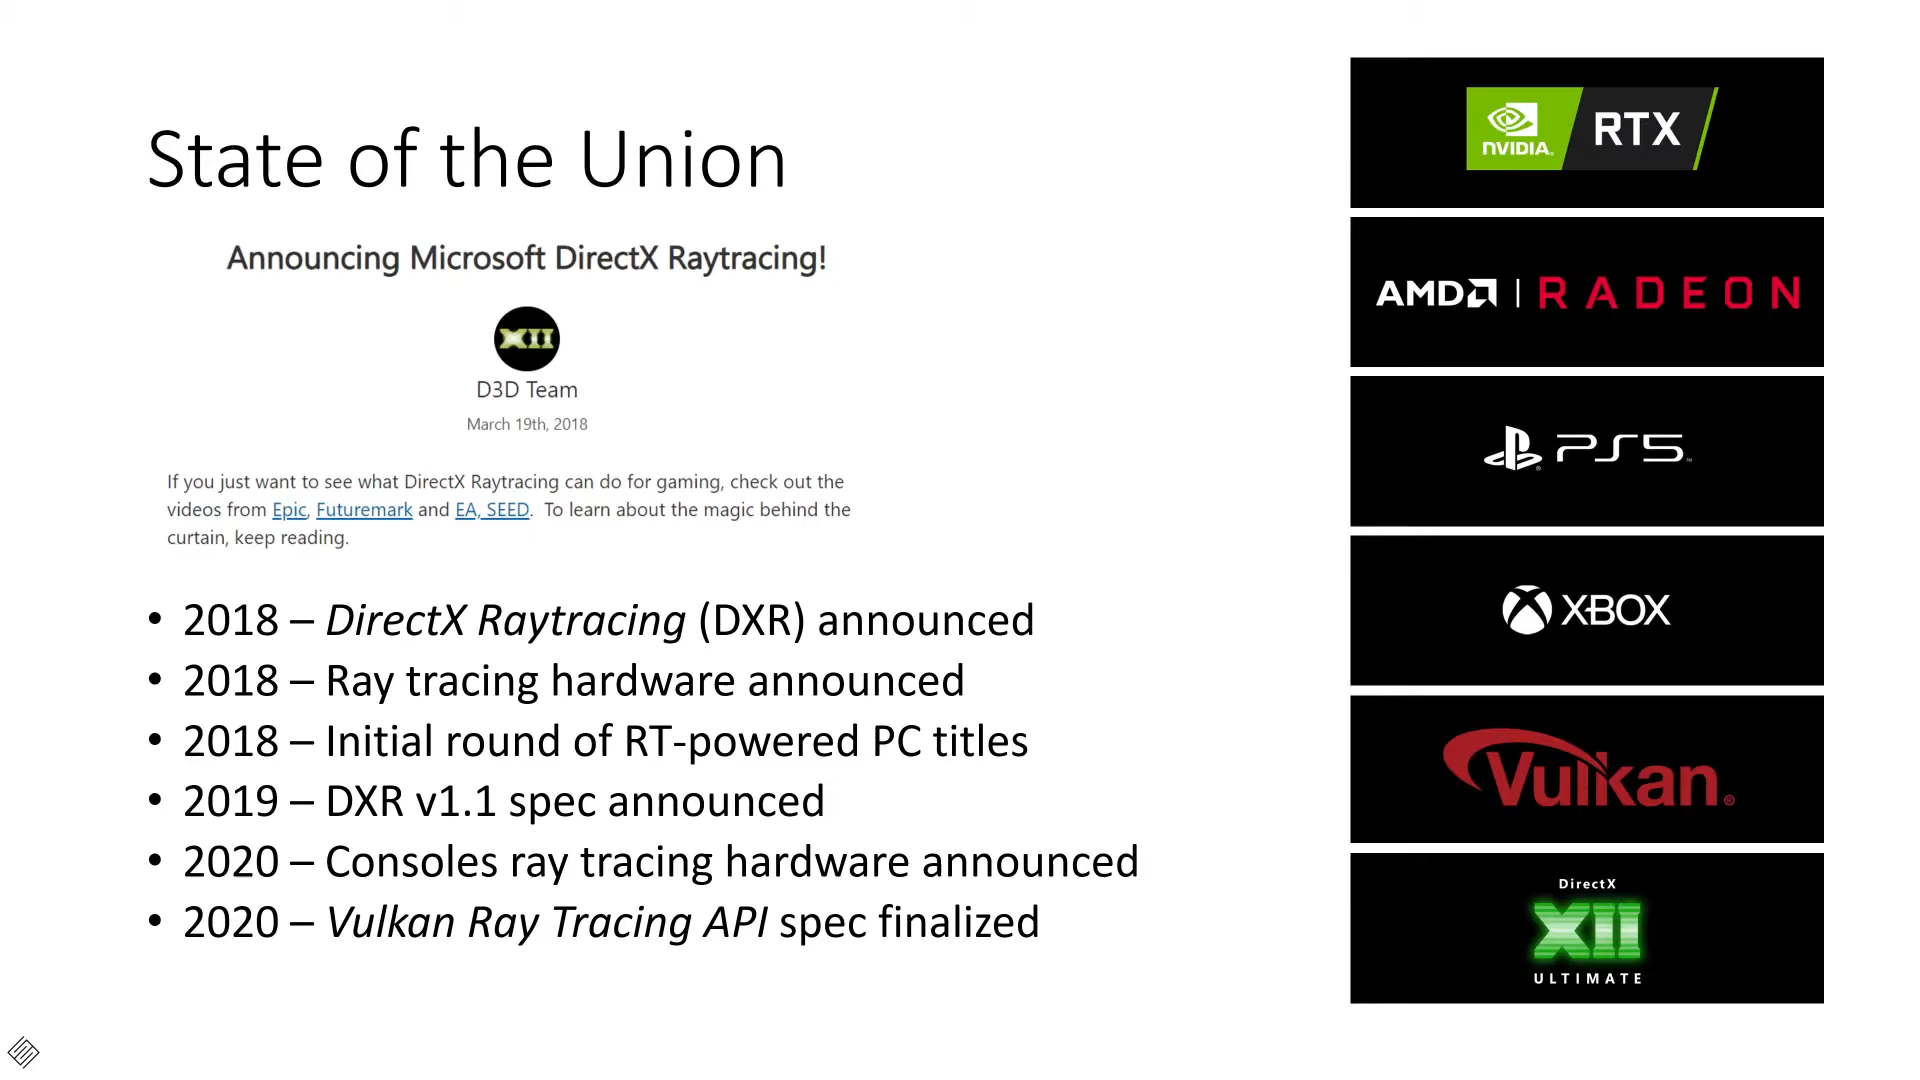 State of the Union
Announcing Microsoft DirectX Raytracing!
XII
D3D Team
March 19th, 2018
If you just want to see what DirectX Raytracing can do for gaming, check out the
videos from Epic, Futuremark and EA, SEED. To learn about the magic behind the
curtain, keep reading.
• 2018 – DirectX Raytracing (DXR) announced
• 2018 – Ray tracing hardware announced
• 2018 – Initial round of RT-powered PC titles
• 2019 – DXR v1.1 spec announced
• 2020 – Consoles ray tracing hardware announced
• 2020 – Vulkan Ray Tracing API spec finalized
NVIDIA. RTX
AMD | RADEON
PS5™
XBOX
Vulkan®
DirectX
XII
ULTIMATE